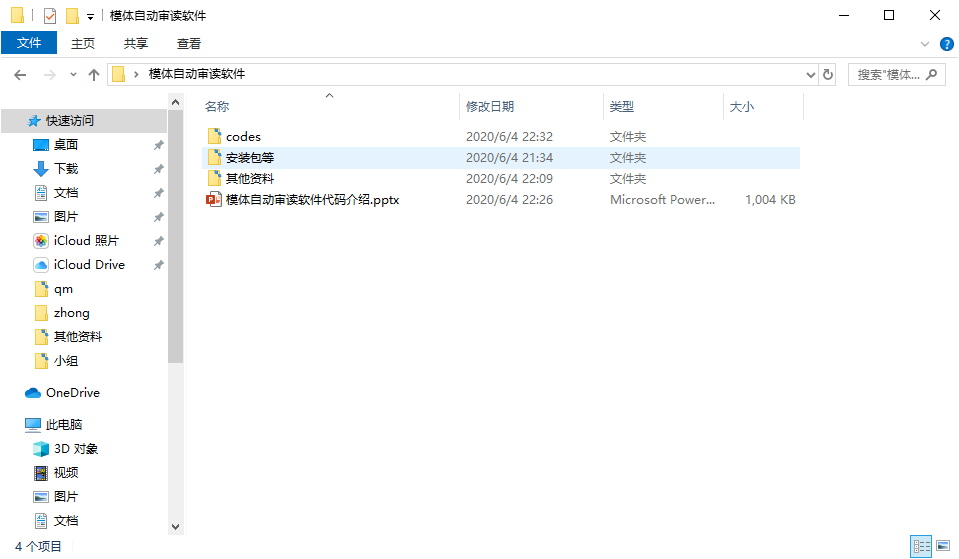 模体自动审读软件
文件 主页 共享 查看
模体自动审读软件 搜索"模体...
名称 修改日期 类型 大小
快速访问
桌面
下载
文档
图片
iCloud 照片
iCloud Drive
qm
zhong
其他资料
小组
OneDrive
此电脑
3D 对象
视频
图片
文档
codes 2020/6/4 22:32 文件夹
安装包等 2020/6/4 21:34 文件夹
其他资料 2020/6/4 22:09 文件夹
模体自动审读软件代码介绍.pptx 2020/6/4 22:26 Microsoft Power... 1,004 KB
4 个项目